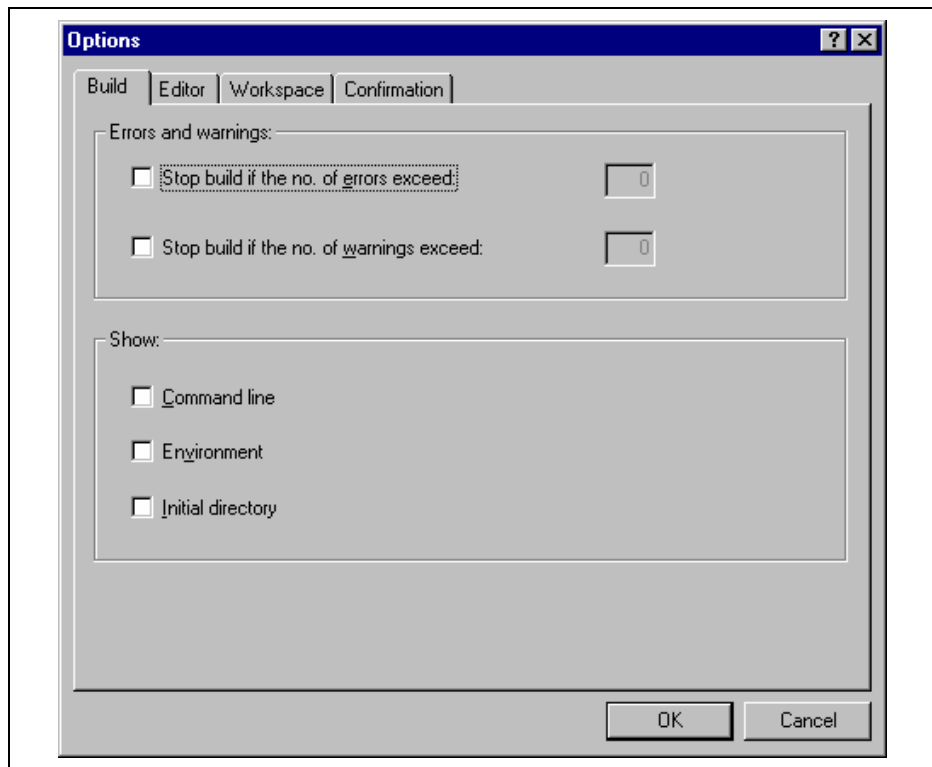 Options
Build Editor Workspace Confirmation
Errors and warnings:
Stop build if the no. of errors exceed: 0
Stop build if the no. of warnings exceed: 0
Show:
Command line
Environment
Initial directory
OK Cancel